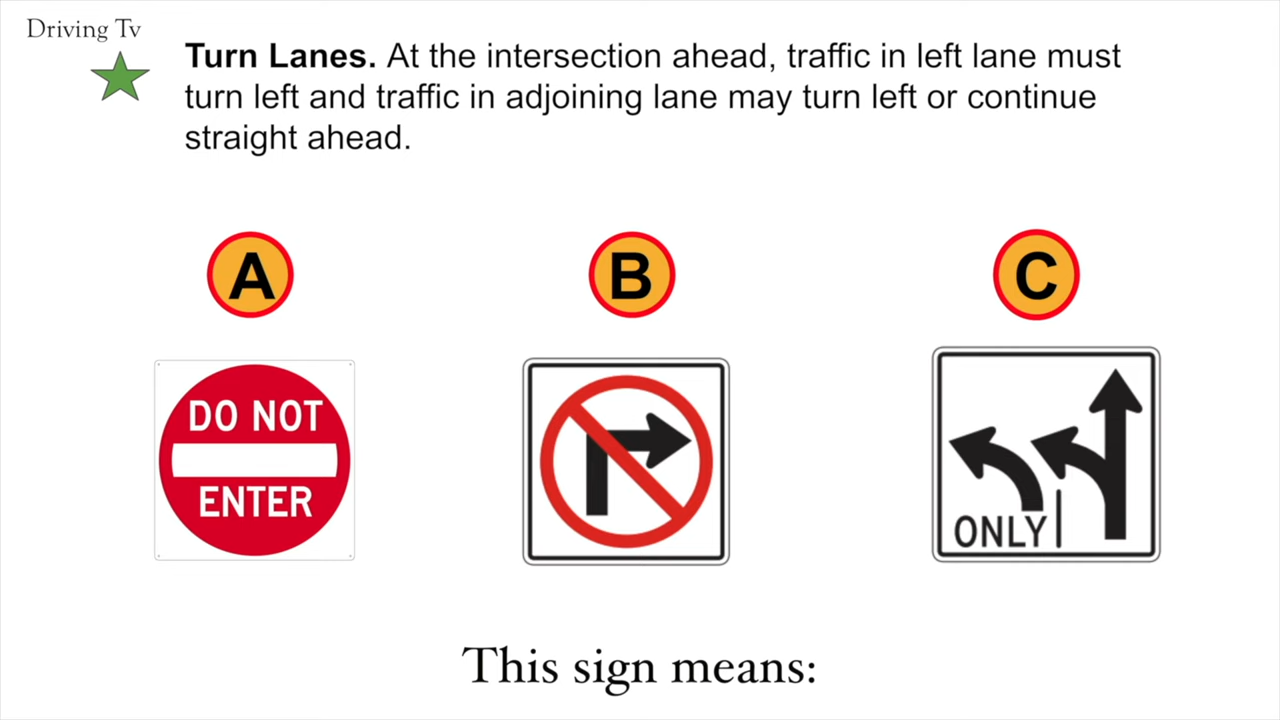 Driving Tv
Turn Lanes. At the intersection ahead, traffic in left lane must
turn left and traffic in adjoining lane may turn left or continue
straight ahead.
A
B
C
DO NOT
ENTER
ONLY
This sign means: